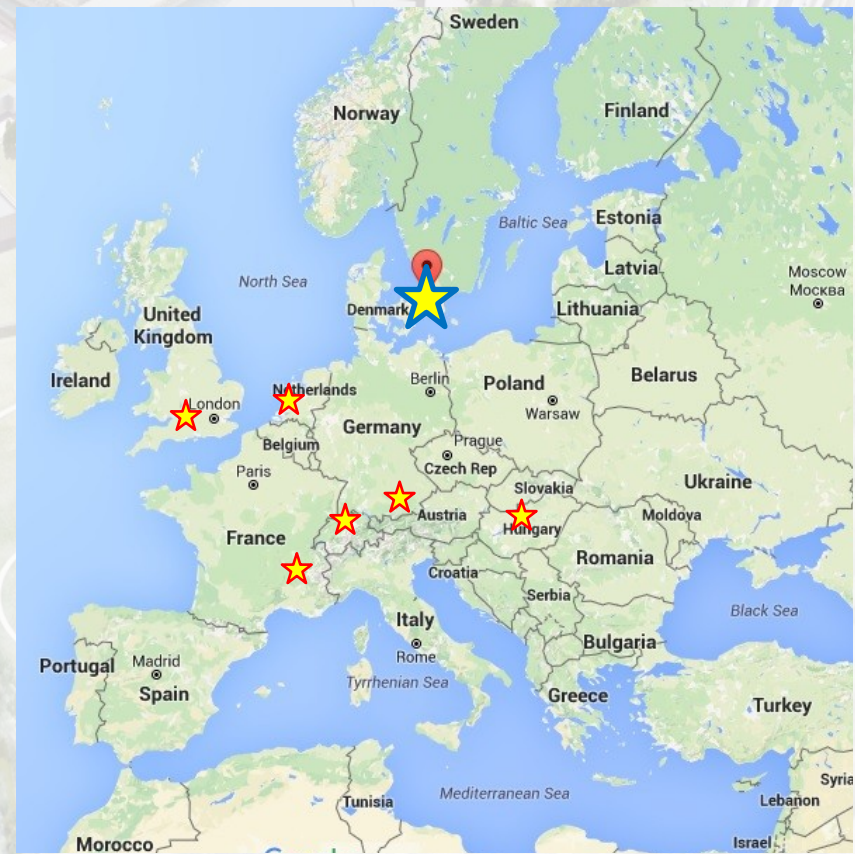 Sweden
Norway
Finland
Baltic Sea
Estonia
Latvia
Moscow
Москва
North Sea
Denmark
Lithuania
United
Kingdom
Ireland
London
Netherlands
Berlin
Poland
Warsaw
Belarus
Germany
Belgium
Prague
Czech Rep
Paris
Ukraine
Slovakia
Austria
Hungary
Moldova
France
Romania
Croatia
Serbia
Black Sea
Italy
Rome
Bulgaria
Portugal
Madrid
Spain
Tyrrhenian Sea
Greece
Turkey
Mediterranean Sea
Tunisia
Syria
Lebanon
Israel
Morocco